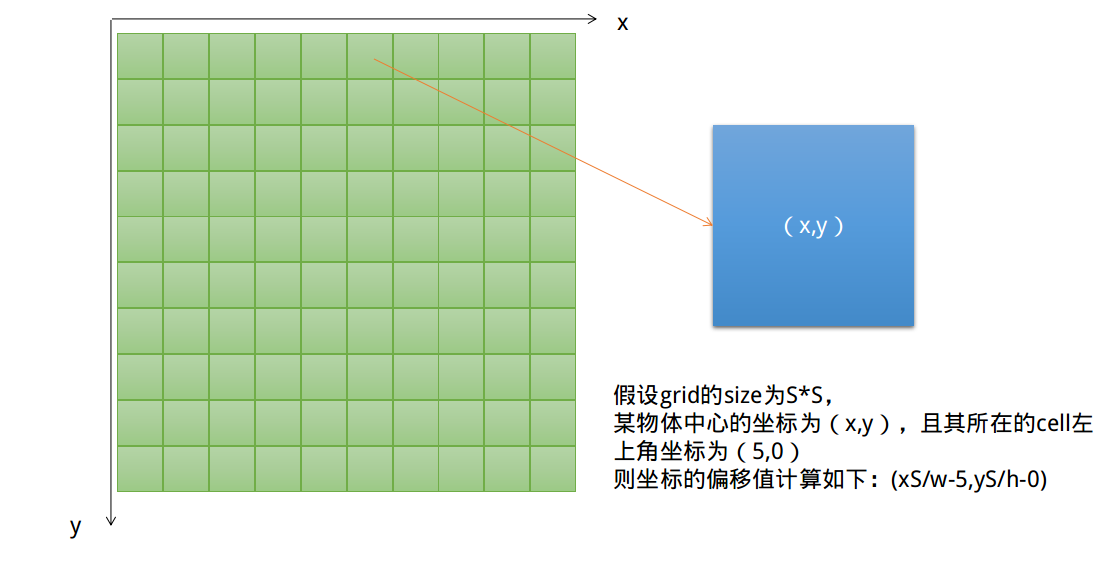 x
（x,y）
假设grid的size为S*S，
某物体中心的坐标为（x,y），且其所在的cell左
上角坐标为（5,0）
则坐标的偏移值计算如下：(xS/w-5,yS/h-0)
y